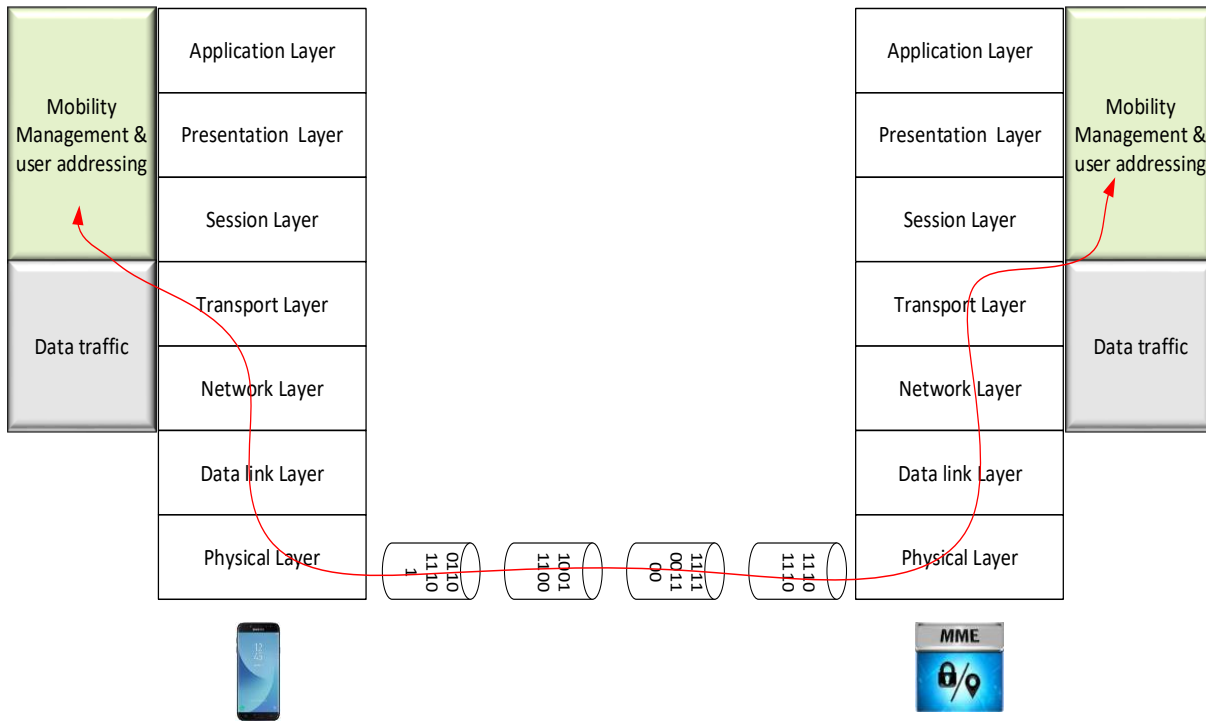 Mobility
Management &
user addressing
Data traffic
Application Layer
Presentation  Layer
Session Layer
Transport Layer
Network Layer
Data link Layer
Physical Layer
0110
1110
1
1001
1100
1111
0011
00
1110
1110
Application Layer
Presentation  Layer
Session Layer
Transport Layer
Network Layer
Data link Layer
Physical Layer
Mobility
Management &
user addressing
Data traffic
MME